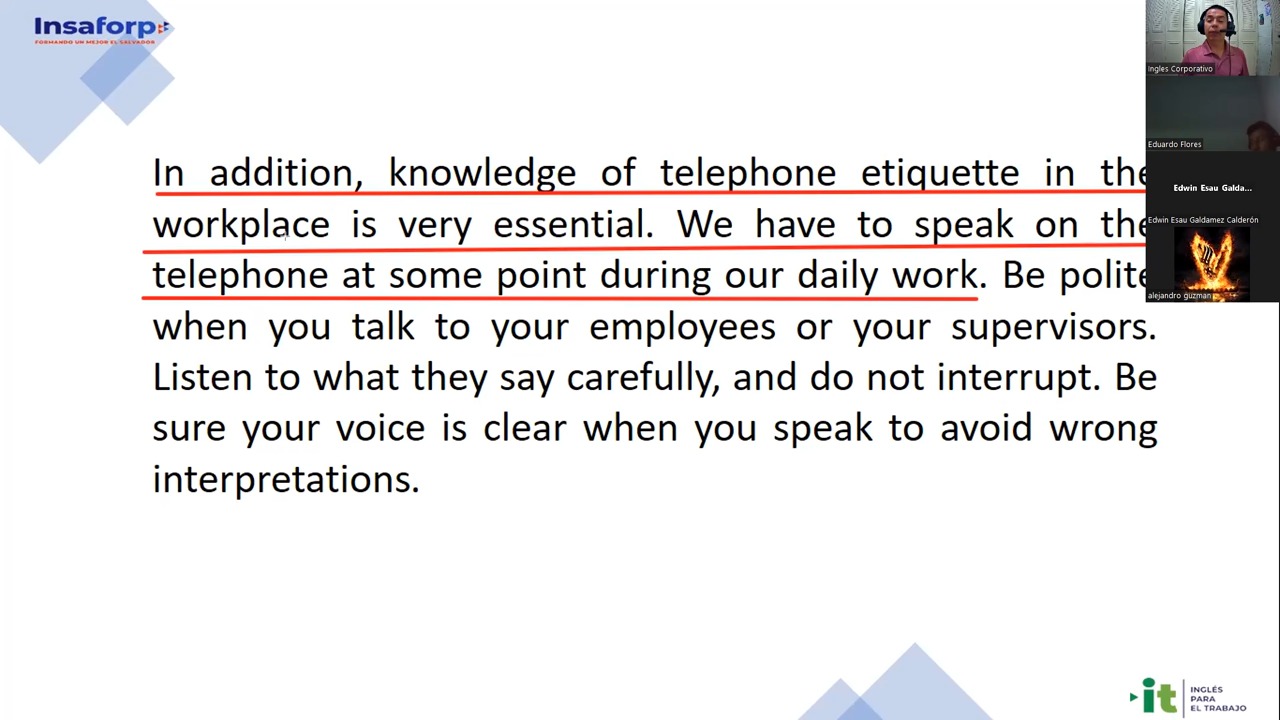 Insaforp
FORMANDO UN MEJOR EL SALVADOR
In addition, knowledge of telephone etiquette in the
workplace is very essential. We have to speak on the
telephone at some point during our daily work. Be polite
when you talk to your employees or your supervisors.
Listen to what they say carefully, and do not interrupt. Be
sure your voice is clear when you speak to avoid wrong
interpretations.
Ingles Corporativo
Eduardo Flores
Edwin Esau Galda...
Edwin Esau Galdamez Calderón
alejandro guzman
it
INGLÉS
PARA
EL TRABAJO